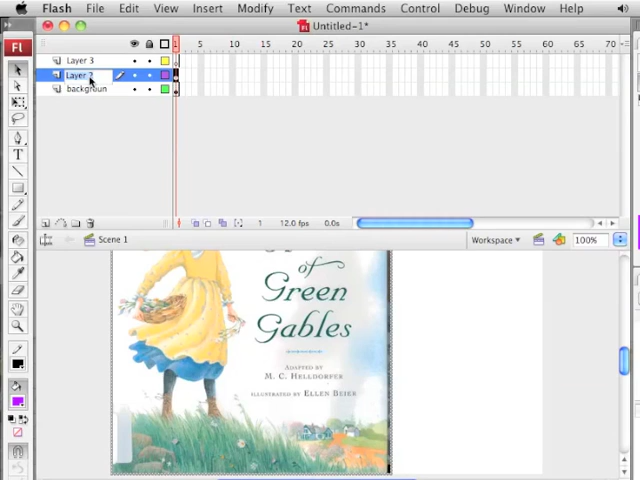 Flash File Edit View Insert Modify Text Commands Control Debug Window Help
Untitled-1*
Fl
1 5 10 15 20 25 30 35 40 45 50 55 60 65 70
Layer 3
Layer 2
backgroun
1 12.0 fps 0.0s
Scene 1
Workspace
100%
of
Green
Gables
ADAPTED BY
M. C. HELLDORFER
ILLUSTRATED BY ELLEN BEIER